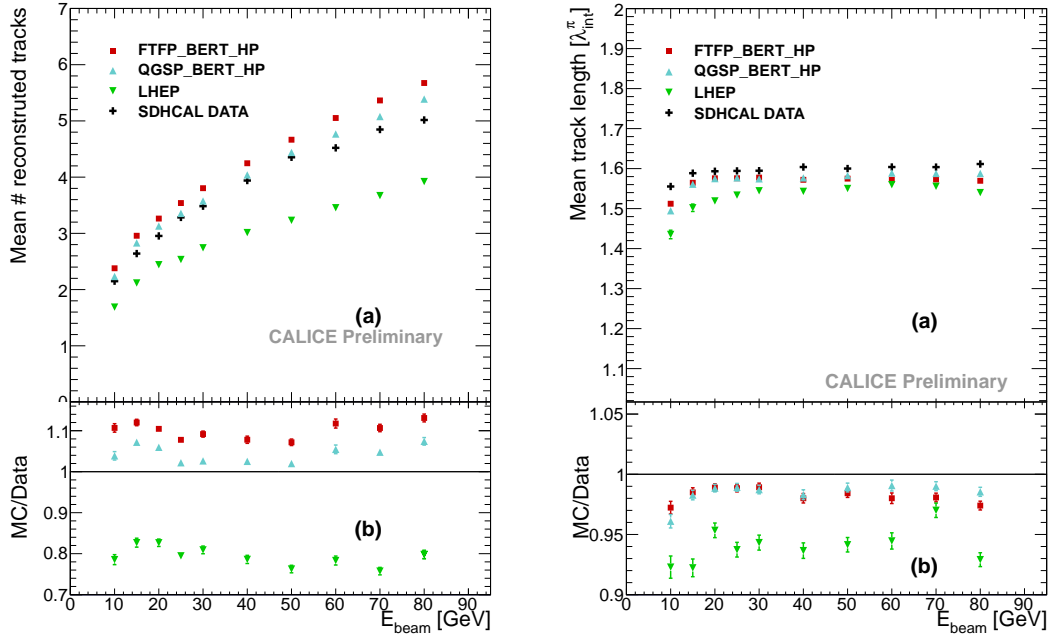 Mean # reconstructed tracks
7
6
5
4
3
2
1
0
FTFP_BERT_HP
QGSP_BERT_HP
LHEP
SDHCAL DATA
(a)
CALICE Preliminary
MC/Data
1.1
1
0.9
0.8
0.7
(b)
0 10 20 30 40 50 60 70 80 90
E_beam [GeV]
Mean track length [λ^π_int]
2
1.9
1.8
1.7
1.6
1.5
1.4
1.3
1.2
1.1
FTFP_BERT_HP
QGSP_BERT_HP
LHEP
SDHCAL DATA
(a)
CALICE Preliminary
MC/Data
1.05
1
0.95
0.9
(b)
0 10 20 30 40 50 60 70 80 90
E_beam [GeV]